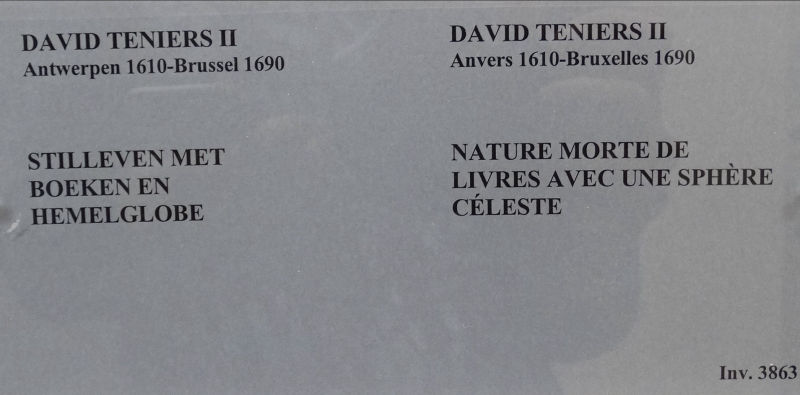 DAVID TENIERS II
Antwerpen 1610-Brussel 1690
STILLEVEN MET
BOEKEN EN
HEMELGLOBE
DAVID TENIERS II
Anvers 1610-Bruxelles 1690
NATURE MORTE DE
LIVRES AVEC UNE SPHÈRE
CÉLESTE
Inv. 3863